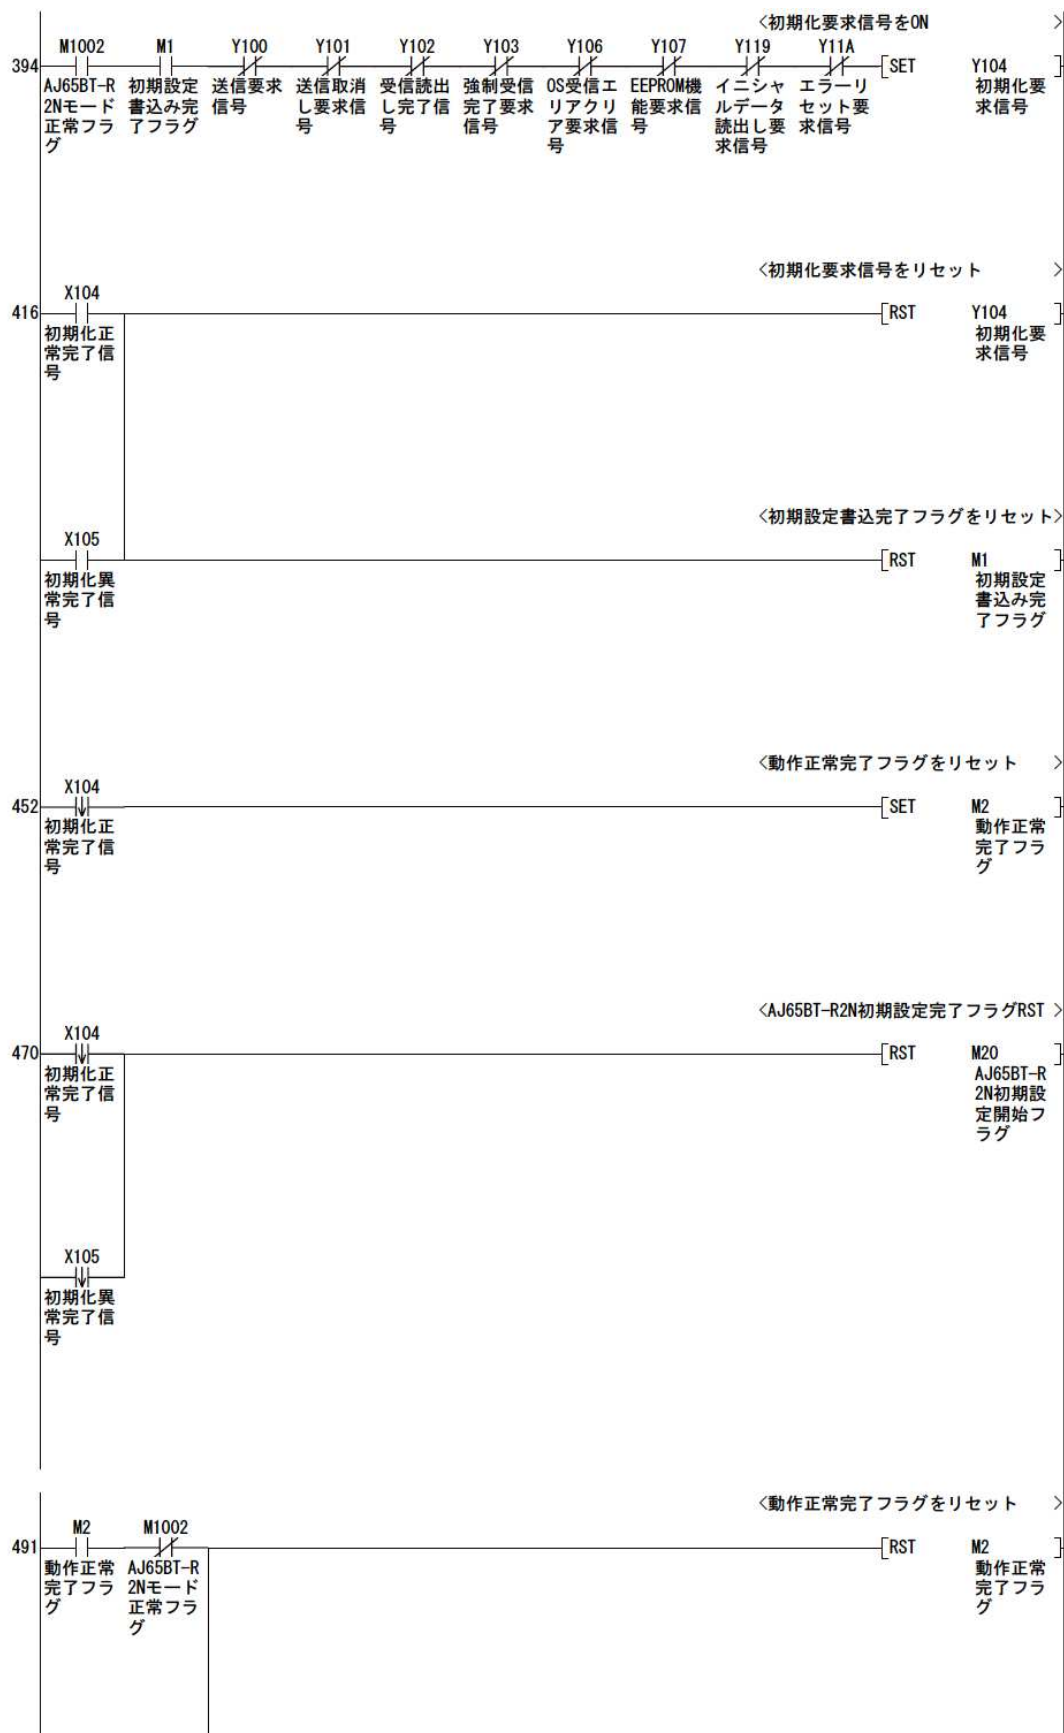 <初期化要求信号をON >
M1002 M1 Y100 Y101 Y102 Y103 Y106 Y107 Y119 Y11A
394 [SET Y104 ]
AJ65BT-R 初期設定 送信要求 送信取消 受信読出 強制受信 OS受信エ EEPROM機 イニシャ エラーリ 初期化要
2Nモード 書込み完 信号 し要求信 し完了信 完了要求 リアクリ 能要求信 ルデータ セット要 求信号
正常フラ 了フラグ 号 号 信号 ア要求信 号 読出し要 求信号
グ 号 求信号
<初期化要求信号をリセット >
X104
416 [RST Y104 ]
初期化正 初期化要
常完了信 求信号
号
<初期設定書込完了フラグをリセット>
X105
[RST M1 ]
初期化異 初期設定
常完了信 書込み完
号 了フラグ
<動作正常完了フラグをリセット >
X104
452 [SET M2 ]
初期化正 動作正常
常完了信 完了フラ
号 グ
<AJ65BT-R2N初期設定完了フラグRST >
X104
470 [RST M20 ]
初期化正 AJ65BT-R
常完了信 2N初期設
号 定開始フ
ラグ
X105
初期化異
常完了信
号
<動作正常完了フラグをリセット >
M2 M1002
491 [RST M2 ]
動作正常 AJ65BT-R 動作正常
完了フラ 2Nモード 完了フラ
グ 正常フラ グ
グ